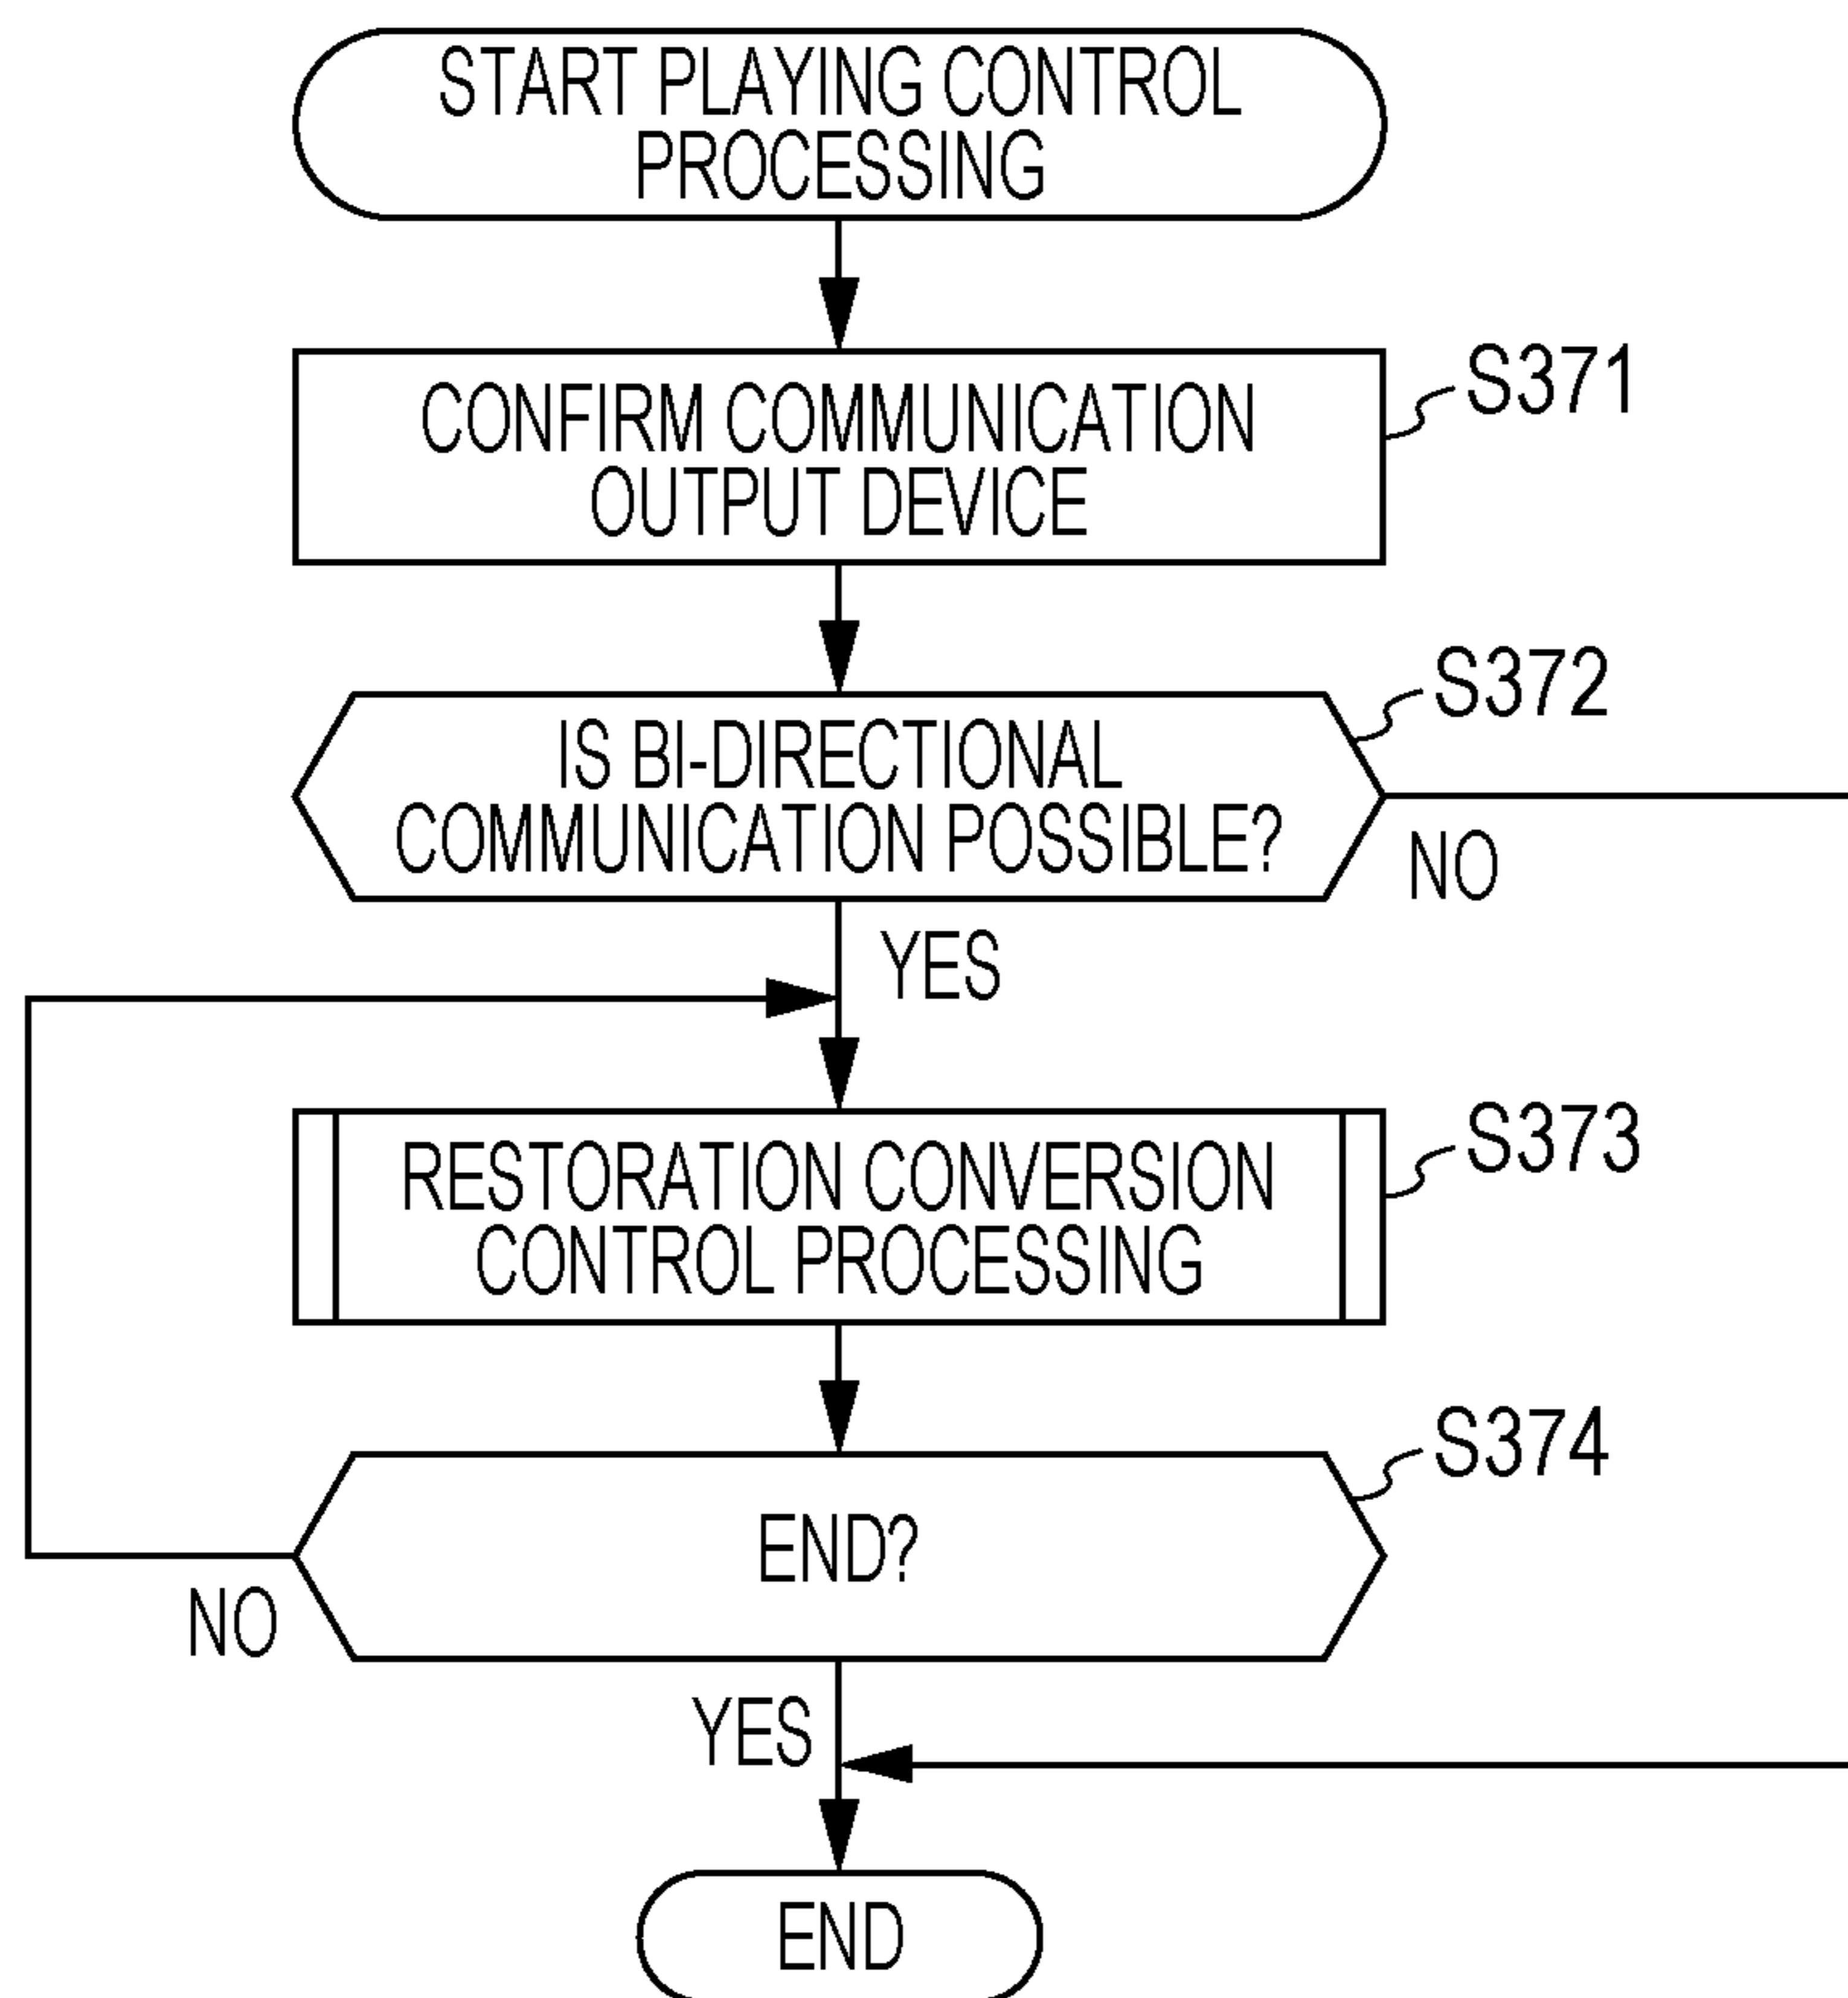 START PLAYING CONTROL
PROCESSING
CONFIRM COMMUNICATION
OUTPUT DEVICE
S371
IS BI-DIRECTIONAL
COMMUNICATION POSSIBLE?
S372
NO
YES
RESTORATION CONVERSION
CONTROL PROCESSING
S373
END?
S374
NO
YES
END